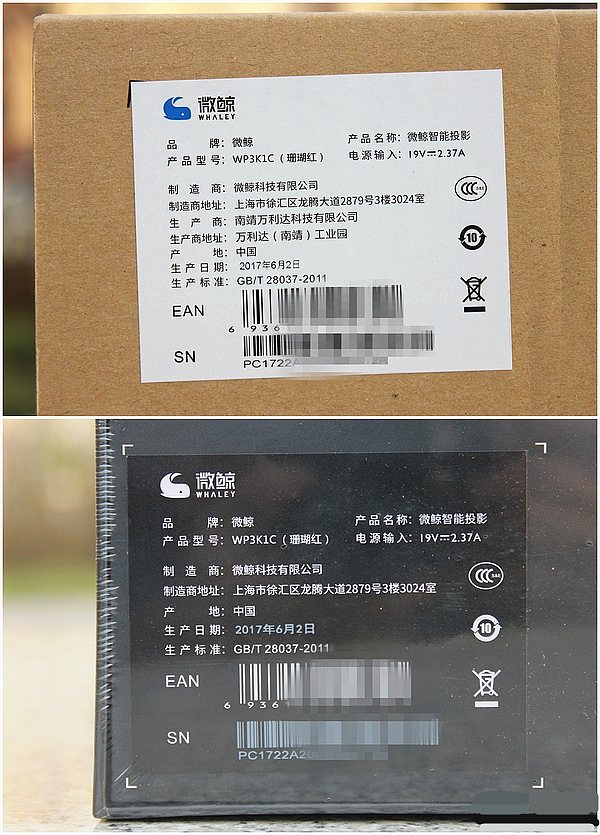 微鲸
WHALEY
品 牌：微鲸
产品名称：微鲸智能投影
产品型号：WP3K1C（珊瑚红）
电源输入：19V⎓2.37A
制 造 商：微鲸科技有限公司
制造商地址：上海市徐汇区龙腾大道2879号3楼3024室
生 产 商：南靖万利达科技有限公司
生产商地址：万利达（南靖）工业园
产 地：中国
生产日期：2017年6月2日
生产标准：GB/T 28037-2011
10
EAN
6 936
SN
PC1722A
微鲸
WHALEY
品 牌：微鲸
产品名称：微鲸智能投影
产品型号：WP3K1C（珊瑚红）
电源输入：19V⎓2.37A
制 造 商：微鲸科技有限公司
制造商地址：上海市徐汇区龙腾大道2879号3楼3024室
产 地：中国
生产日期：2017年6月2日
生产标准：GB/T 28037-2011
10
EAN
6 936
SN
PC1722A2